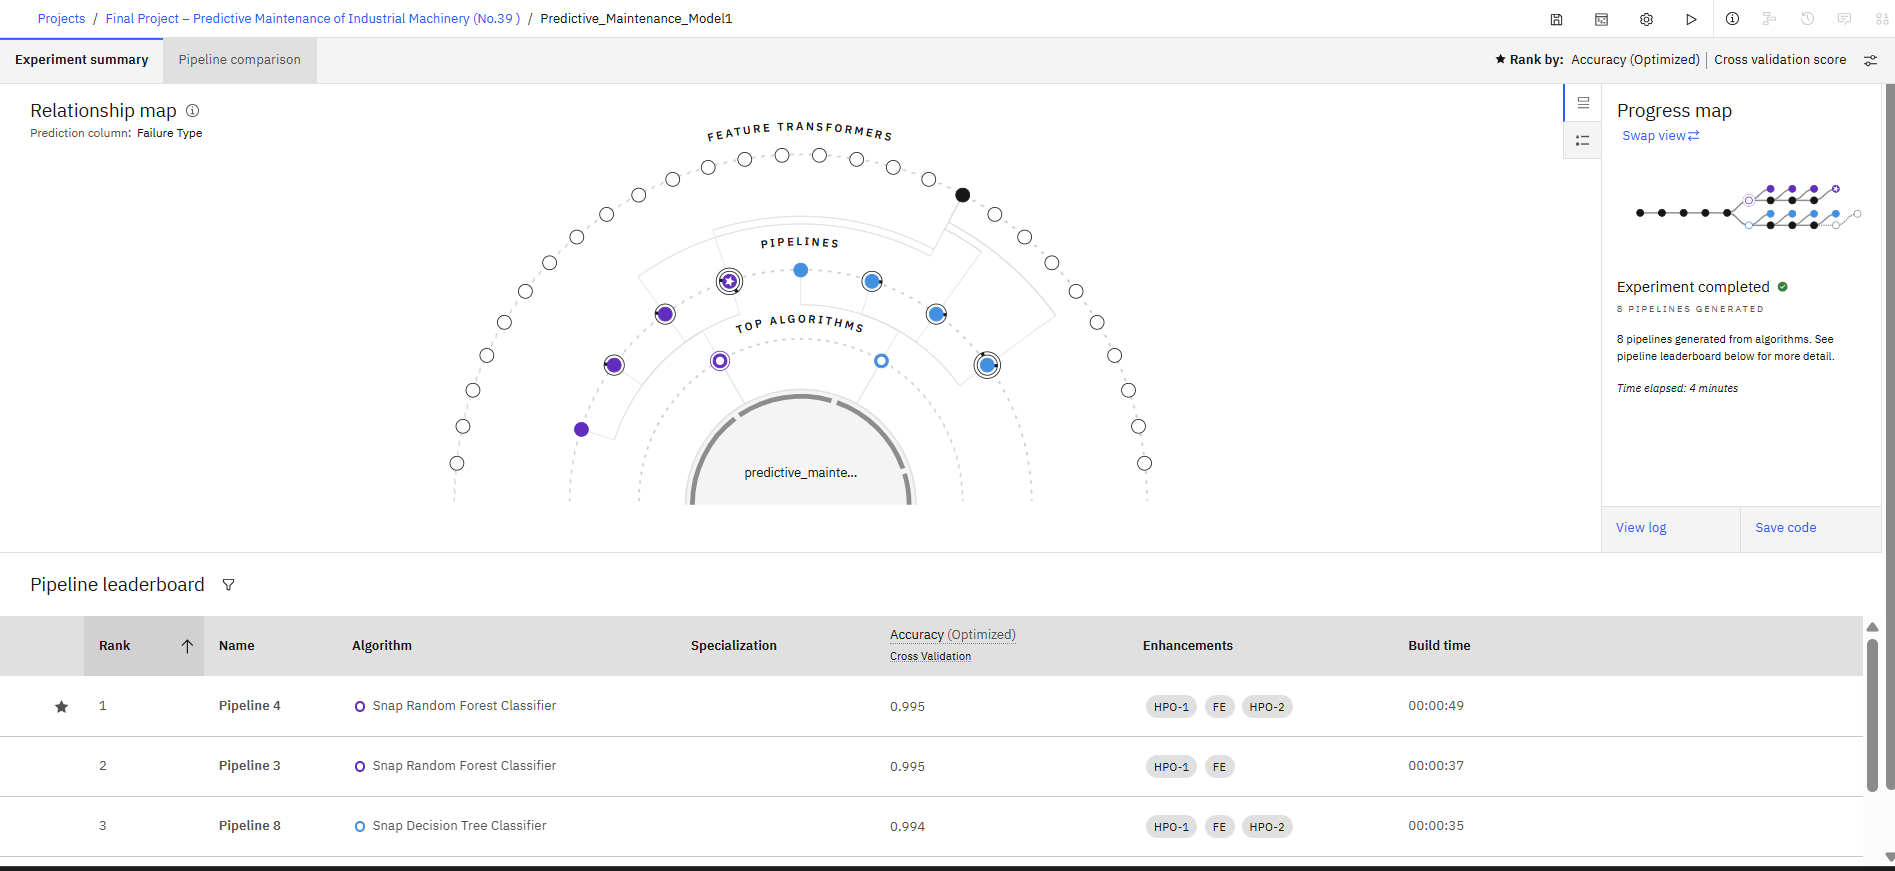 Projects / Final Project – Predictive Maintenance of Industrial Machinery (No.39 ) / Predictive_Maintenance_Model1
Experiment summary
Pipeline comparison
Rank by: Accuracy (Optimized) | Cross validation score
Relationship map
Prediction column: Failure Type
FEATURE TRANSFORMERS
PIPELINES
TOP ALGORITHMS
predictive_mainte...
Progress map
Swap view
Experiment completed
8 PIPELINES GENERATED
8 pipelines generated from algorithms. See
pipeline leaderboard below for more detail.
Time elapsed: 4 minutes
View log
Save code
Pipeline leaderboard
Rank Name Algorithm Specialization Accuracy (Optimized) Enhancements Build time
Cross Validation
1 Pipeline 4 Snap Random Forest Classifier 0.995 HPO-1 FE HPO-2 00:00:49
2 Pipeline 3 Snap Random Forest Classifier 0.995 HPO-1 FE 00:00:37
3 Pipeline 8 Snap Decision Tree Classifier 0.994 HPO-1 FE HPO-2 00:00:35